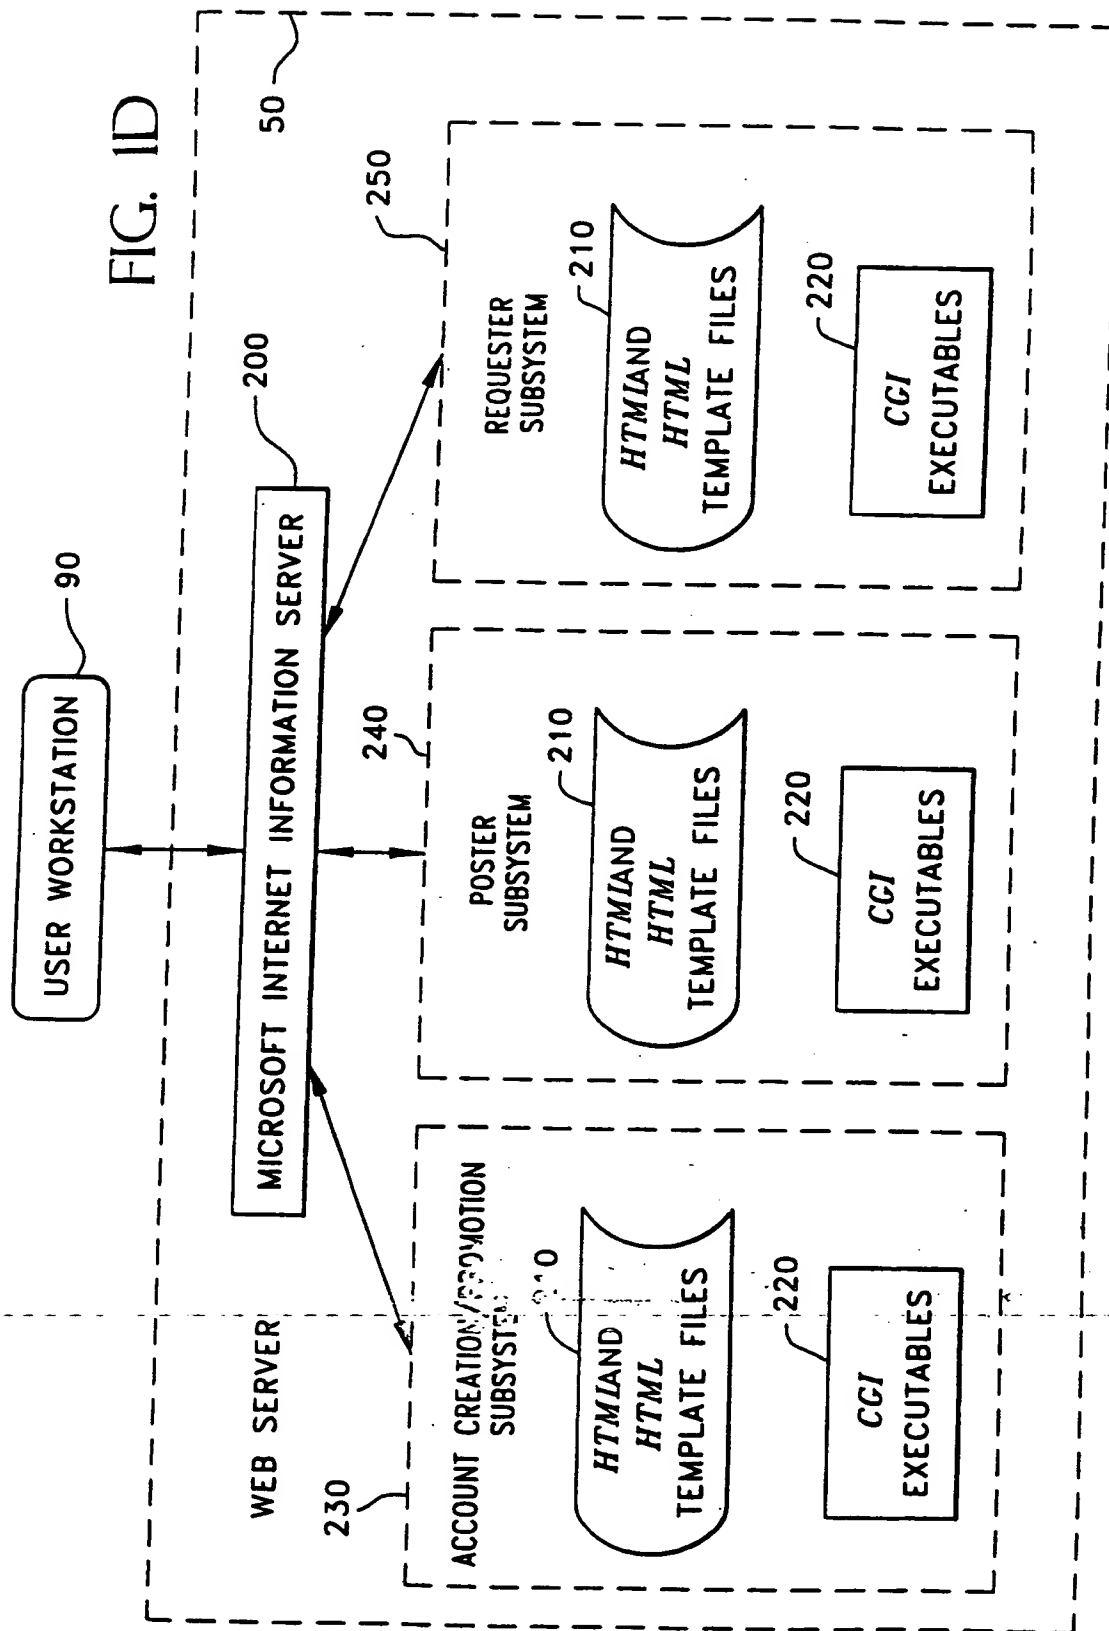 FIG. 1D
USER WORKSTATION
90
50
WEB SERVER
MICROSOFT INTERNET INFORMATION SERVER
200
230
ACCOUNT CREATION/PROMOTION
SUBSYSTEM
210
HTMLAND
HTML
TEMPLATE FILES
220
CGI
EXECUTABLES
240
POSTER
SUBSYSTEM
210
HTMLAND
HTML
TEMPLATE FILES
220
CGI
EXECUTABLES
250
REQUESTER
SUBSYSTEM
210
HTMLAND
HTML
TEMPLATE FILES
220
CGI
EXECUTABLES